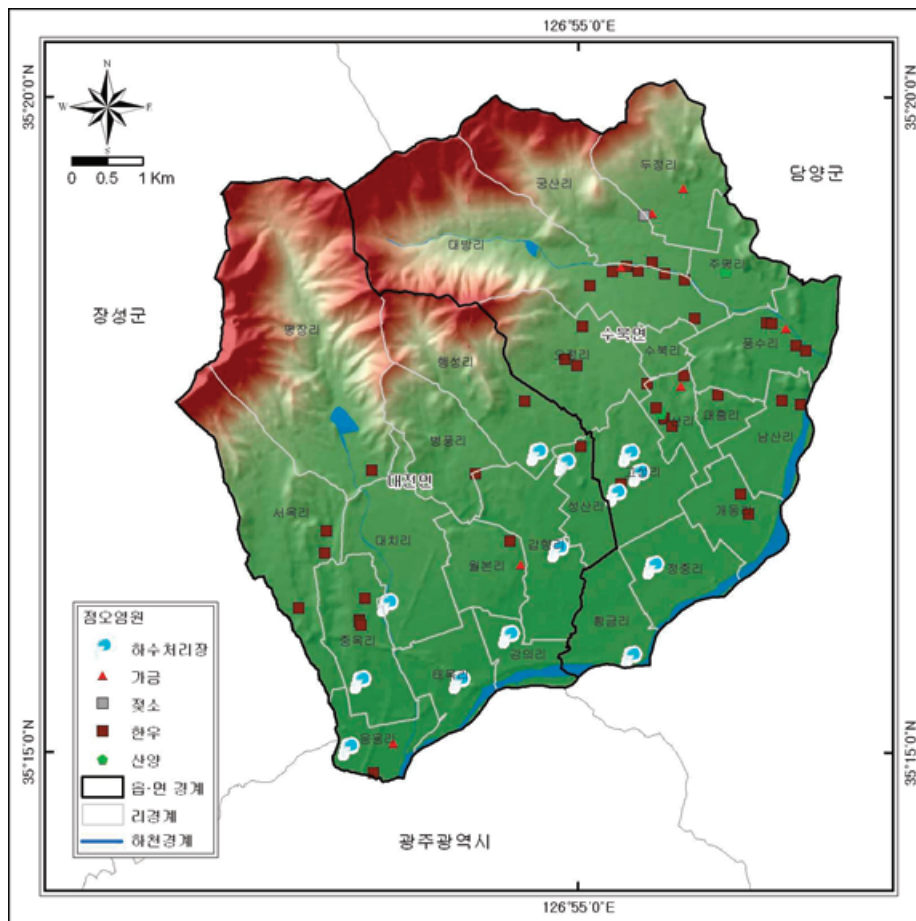 126°55'0"E
35°20'0"N
35°20'0"N
N
W E
S
0 0.5 1 Km
두정리
궁산리
담양군
대방리
주평리
장성군
평장리
행성리
수북면
오정리
수북리
풍수리
대흥리
남산리
병풍리
대전면
성산리
개동리
서옥리
대치리
갑향리
월본리
정중리
황금리
중옥리
강의리
태목리
응용리
점오염원
하수처리장
가금
젖소
한우
산양
읍·면 경계
리경계
하천경계
35°15'0"N
35°15'0"N
광주광역시
126°55'0"E